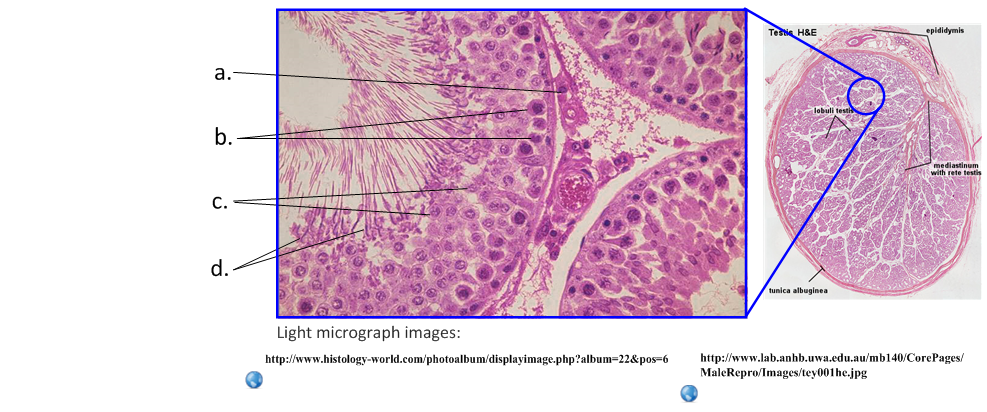 Testis H&E
epididymis
a.
lobuli testis
b.
mediastinum
with rete testis
c.
d.
tunica albuginea
Light micrograph images:
http://www.histology-world.com/photoalbum/displayimage.php?album=22&pos=6
http://www.lab.anhb.uwa.edu.au/mb140/CorePages/
MaleRepro/Images/tey001he.jpg